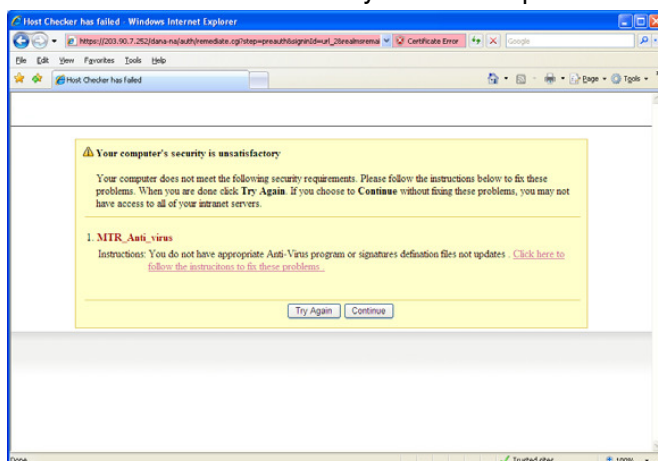 Host Checker has failed - Windows Internet Explorer
https://203.90.7.252/dana-na/auth/remediate.cgi?step=preauth&signinId=url_2&realmsrema Certificate Error Google
File Edit View Favorites Tools Help
Host Checker has failed Page Tools
Your computer's security is unsatisfactory
Your computer does not meet the following security requirements. Please follow the instructions below to fix these
problems. When you are done click Try Again. If you choose to Continue without fixing these problems, you may not
have access to all of your intranet servers.
1. MTR_Anti_virus
Instructions: You do not have appropriate Anti-Virus program or signatures defination files not updates . Click here to
follow the instrucitons to fix these problems .
Try Again Continue
Done Trusted sites 100%